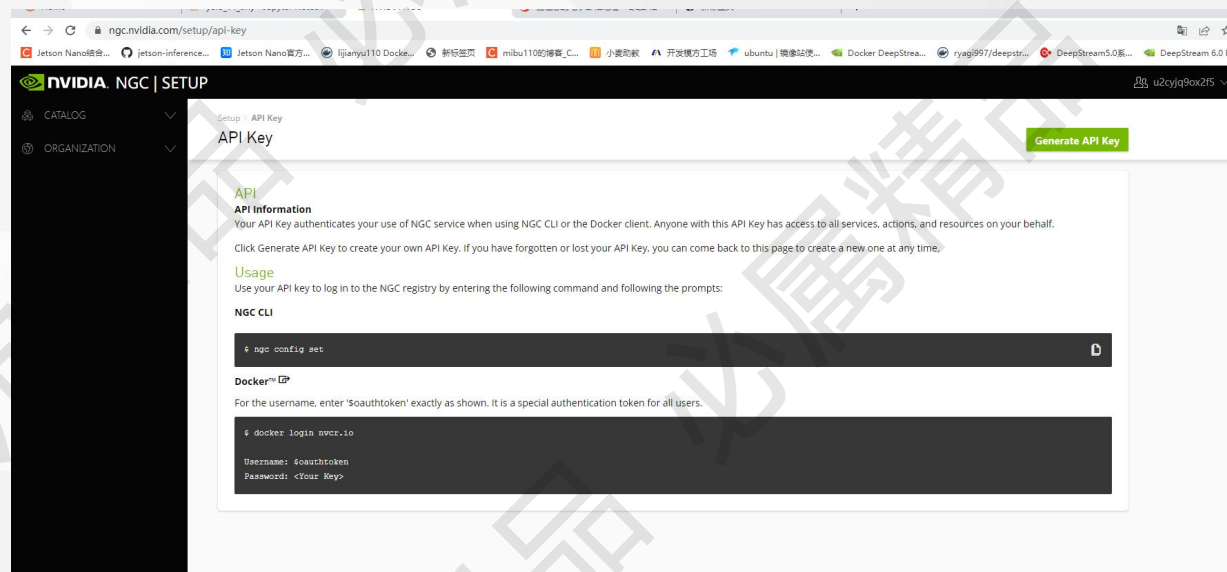 ngc.nvidia.com/setup/api-key
Jetson Nano结合... jetson-inference... Jetson Nano官方... lijianyu110 Docke... 新标签页 mibu110的博客_C... 小麦助教 开发模方工场 ubuntu | 镜像站使... Docker DeepStrea... ryagi997/deepstr... DeepStream5.0系... DeepStream 6.0
NVIDIA. NGC | SETUP
u2cyjq9ox2f5
CATALOG
ORGANIZATION
Setup > API Key
API Key
Generate API Key
API
API Information
Your API Key authenticates your use of NGC service when using NGC CLI or the Docker client. Anyone with this API Key has access to all services, actions, and resources on your behalf.
Click Generate API Key to create your own API Key. If you have forgotten or lost your API Key, you can come back to this page to create a new one at any time.
Usage
Use your API key to log in to the NGC registry by entering the following command and following the prompts:
NGC CLI
$ ngc config set
Docker™
For the username, enter '$oauthtoken' exactly as shown. It is a special authentication token for all users.
$ docker login nvcr.io
Username: $oauthtoken
Password: <Your Key>
必属精品